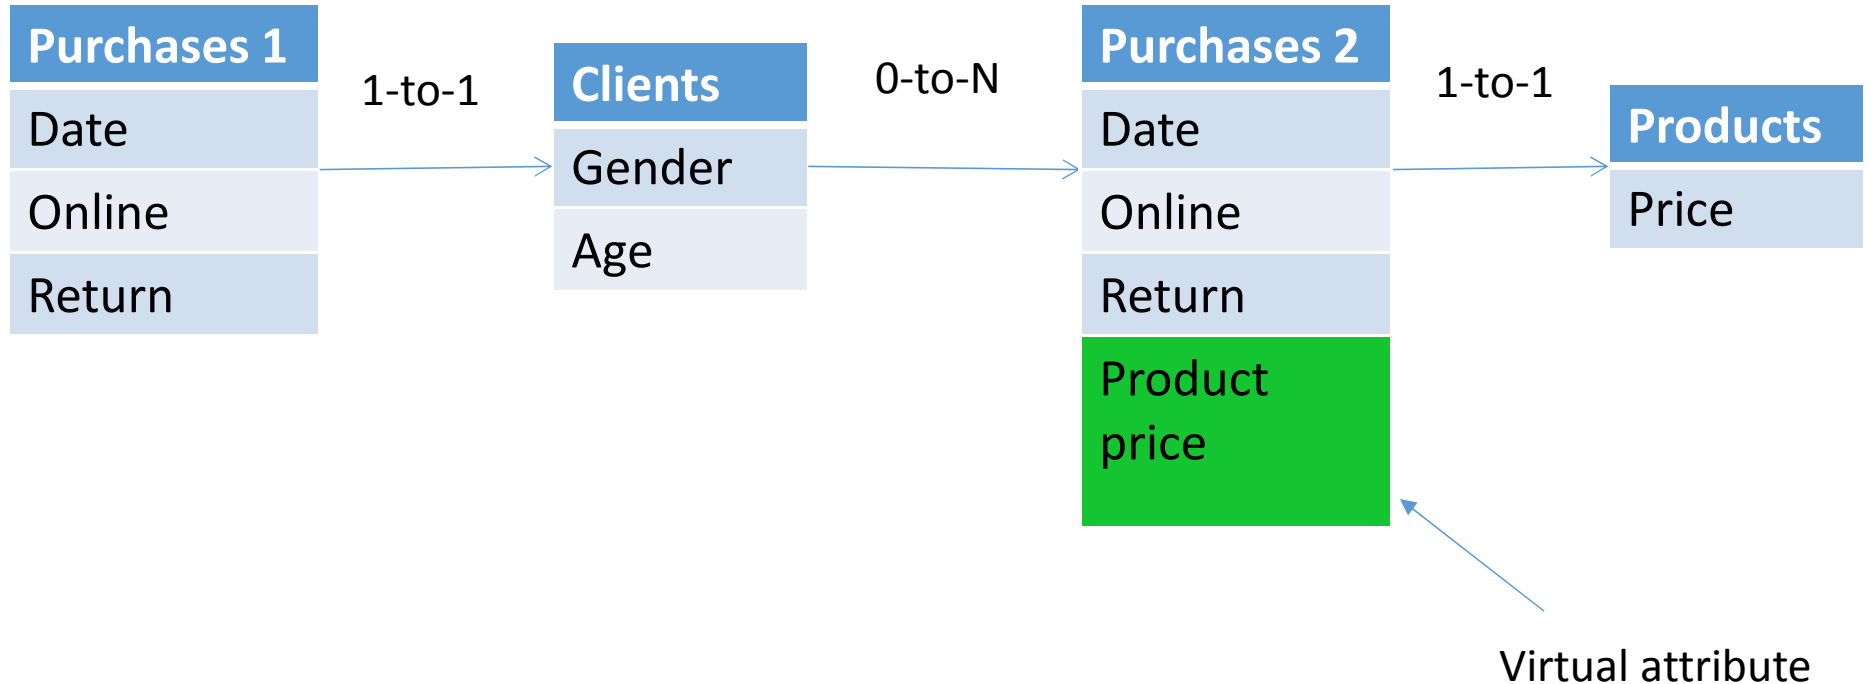 Purchases 1
Date
Online
Return
1-to-1
Clients
Gender
Age
0-to-N
Purchases 2
Date
Online
Return
Product
price
1-to-1
Products
Price
Virtual attribute